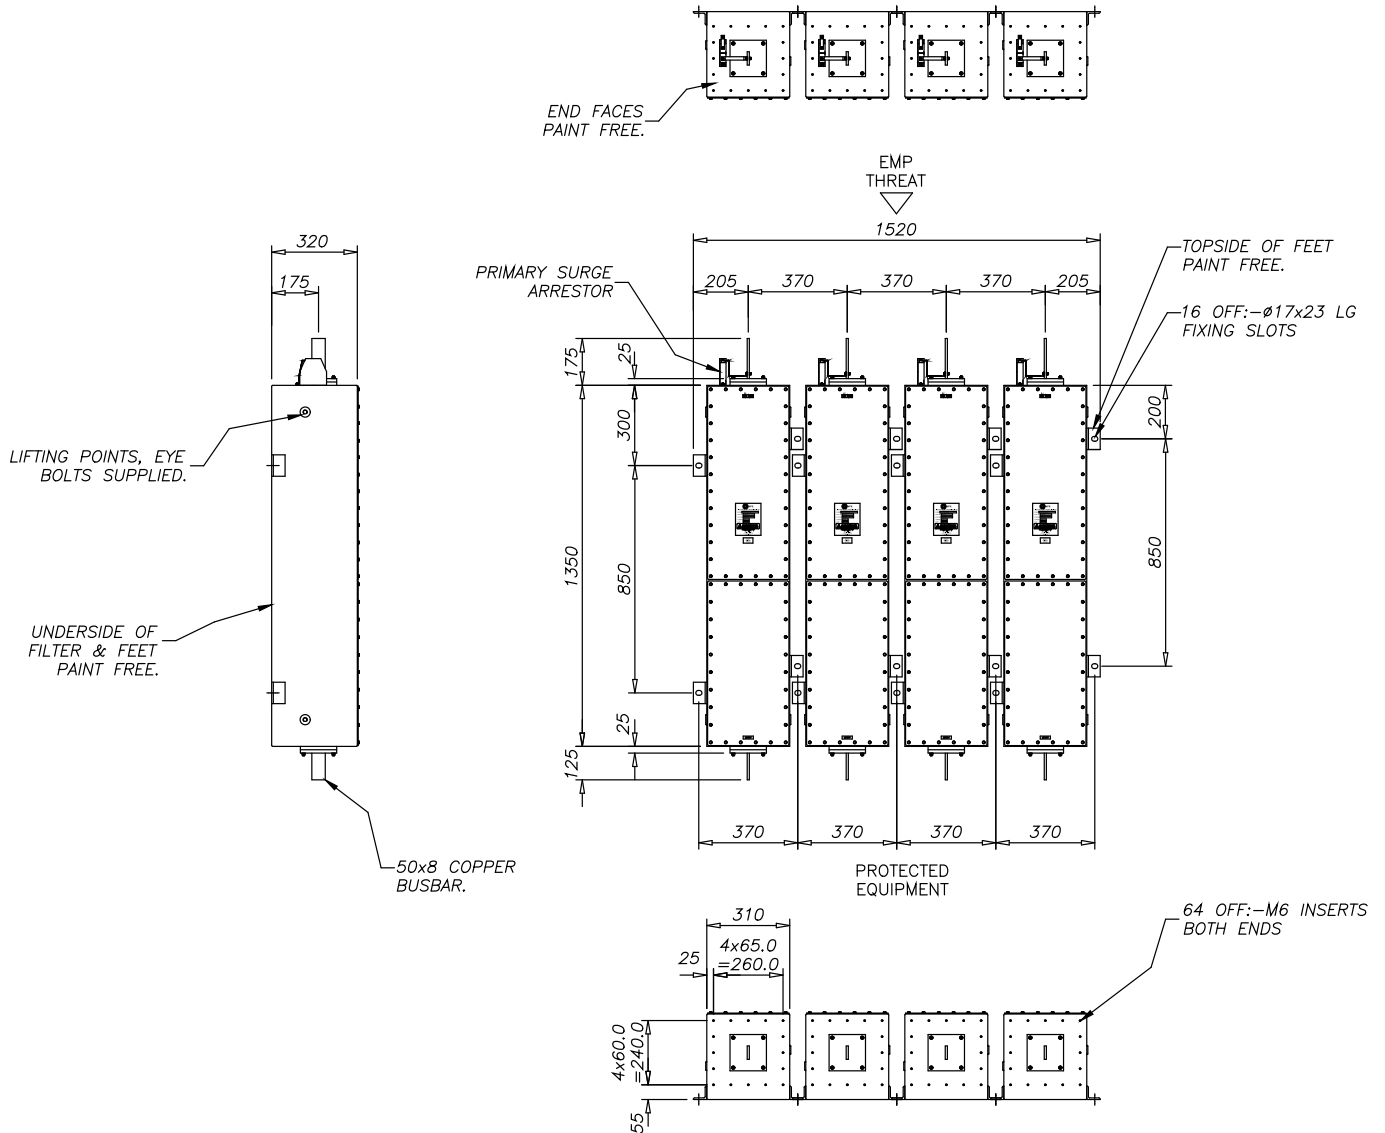 END FACES
PAINT FREE.
EMP
THREAT
1520
320
175
PRIMARY SURGE
ARRESTOR
205
370
370
370
205
TOPSIDE OF FEET
PAINT FREE.
16 OFF:-ø17x23 LG
FIXING SLOTS
175
25
300
200
LIFTING POINTS, EYE
BOLTS SUPPLIED.
1350
850
850
UNDERSIDE OF
FILTER & FEET
PAINT FREE.
25
125
370
370
370
370
50x8 COPPER
BUSBAR.
PROTECTED
EQUIPMENT
310
64 OFF:-M6 INSERTS
BOTH ENDS
25
4x65.0
=260.0
4x60.0
=240.0
55